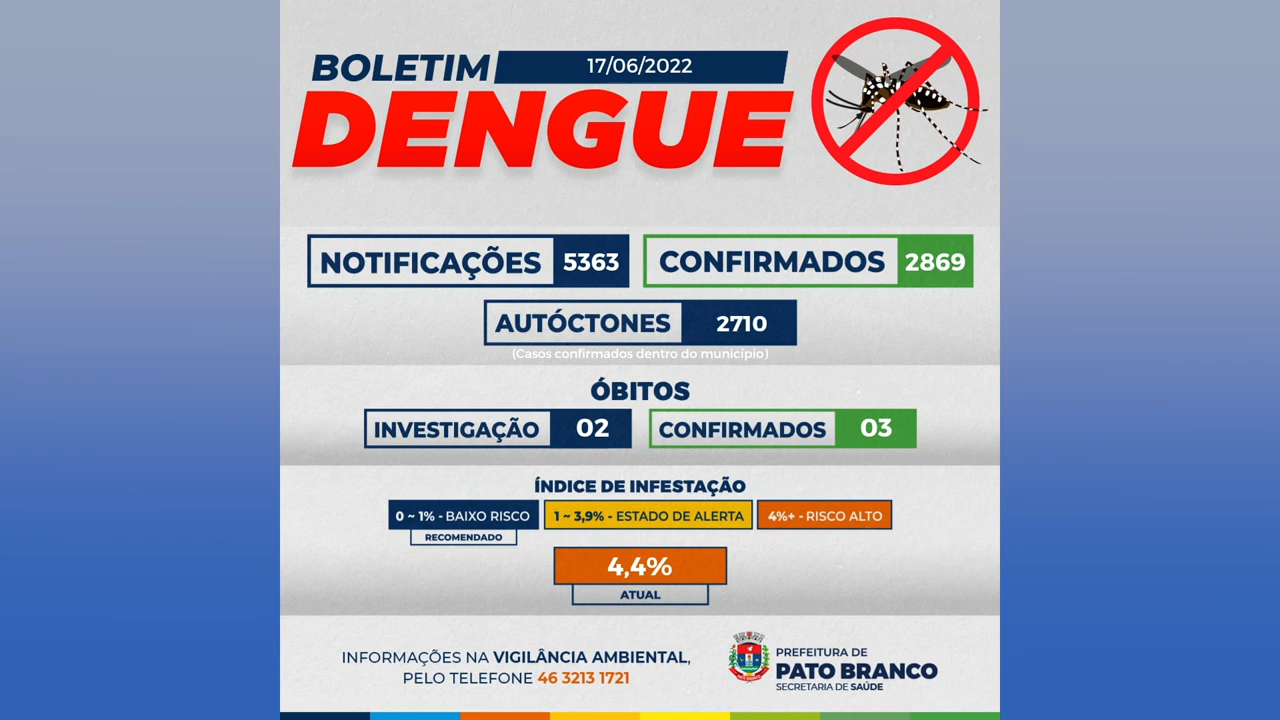 BOLETIM 17/06/2022
DENGUE
NOTIFICAÇÕES 5363 CONFIRMADOS 2869
AUTÓCTONES 2710
(Casos confirmados dentro do município)
ÓBITOS
INVESTIGAÇÃO 02 CONFIRMADOS 03
ÍNDICE DE INFESTAÇÃO
0 ~ 1% - BAIXO RISCO 1 ~ 3,9% - ESTADO DE ALERTA 4%+ - RISCO ALTO
RECOMENDADO
4,4%
ATUAL
INFORMAÇÕES NA VIGILÂNCIA AMBIENTAL,
PELO TELEFONE 46 3213 1721
PREFEITURA DE
PATO BRANCO
SECRETARIA DE SAÚDE